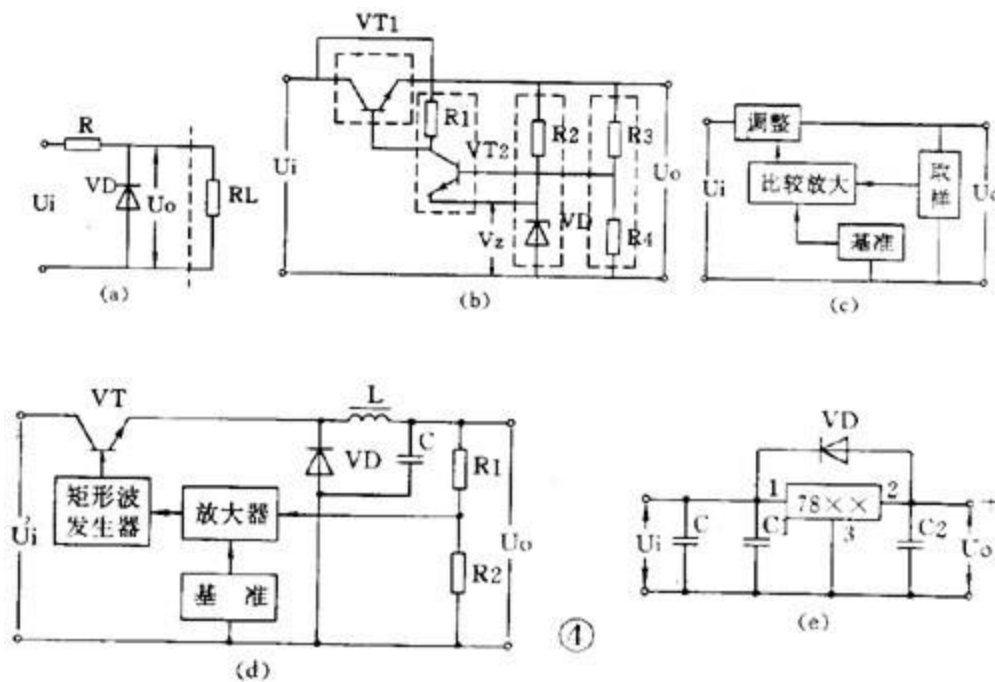 R
VD
Ui
Uo
RL
(a)
VT1
R1
VT2
R2
R3
Ui
Uo
Vz
VD
R4
(b)
调整
比较放大
取样
基准
Ui
(c)
VT
L
VD
C
R1
矩形波
发生器
放大器
Ui
Uo
R2
基 准
(d)
④
VD
1
78××
2
3
C
C1
C2
Ui
Uo
(e)